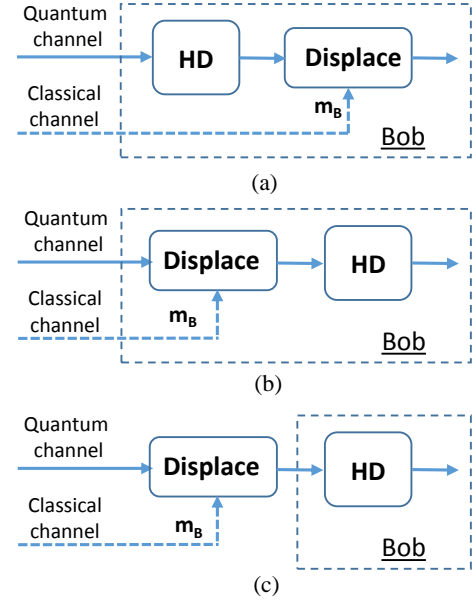 Quantum
channel
HD
Displace
Classical
channel
m_B
Bob
(a)
Quantum
channel
Displace
HD
Classical
channel
m_B
Bob
(b)
Quantum
channel
Displace
HD
Classical
channel
m_B
Bob
(c)